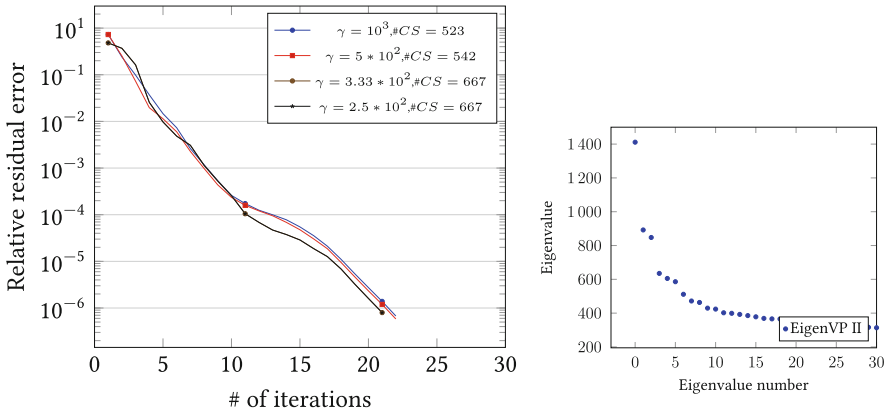 10^1
10^−1
10^−2
10^−3
10^−4
10^−5
10^−6
Relative residual error
0 5 10 15 20 25 30
# of iterations
γ = 10^3,#CS = 523
γ = 5 * 10^2,#CS = 542
γ = 3.33 * 10^2,#CS = 667
γ = 2.5 * 10^2,#CS = 667
1 400
1 200
1 000
800
600
400
200
Eigenvalue
EigenVP II
0 5 10 15 20 25 30
Eigenvalue number